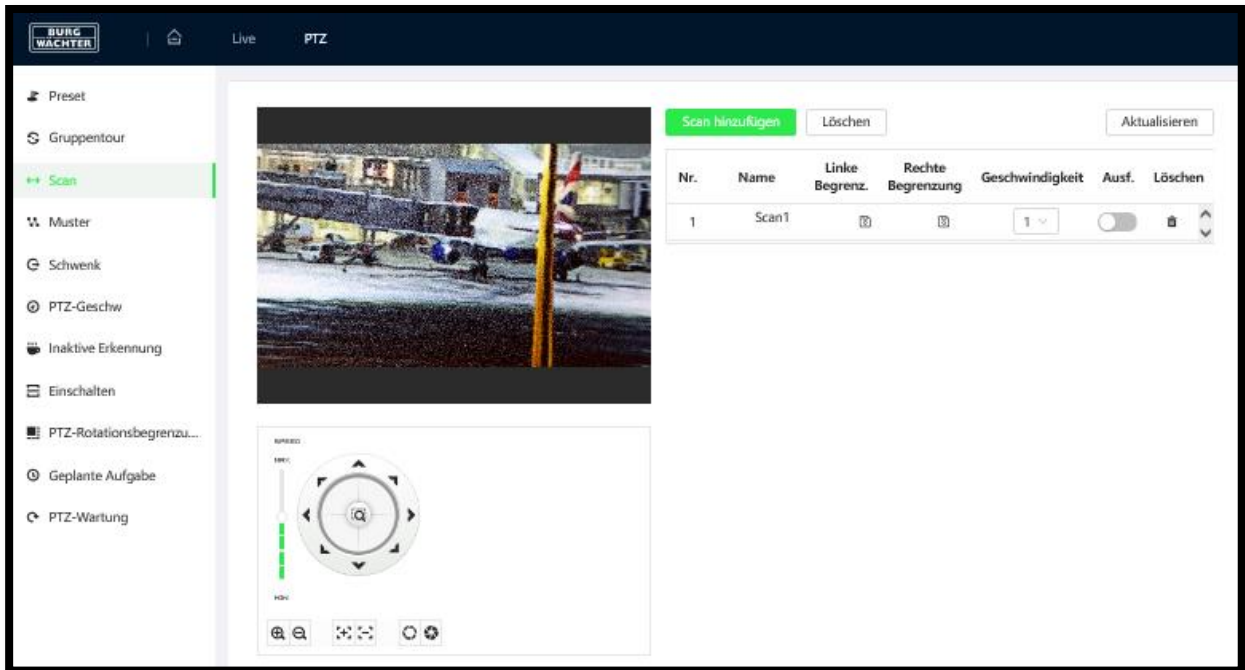 BURG
WÄCHTER
Live
PTZ
Preset
Gruppentour
Scan
Muster
Schwenk
PTZ-Geschw
Inaktive Erkennung
Einschalten
PTZ-Rotationsbegrenzu...
Geplante Aufgabe
PTZ-Wartung
Scan hinzufügen
Löschen
Aktualisieren
Nr.
Name
Linke
Begrenz.
Rechte
Begrenzung
Geschwindigkeit
Ausf.
Löschen
1
Scan1
1